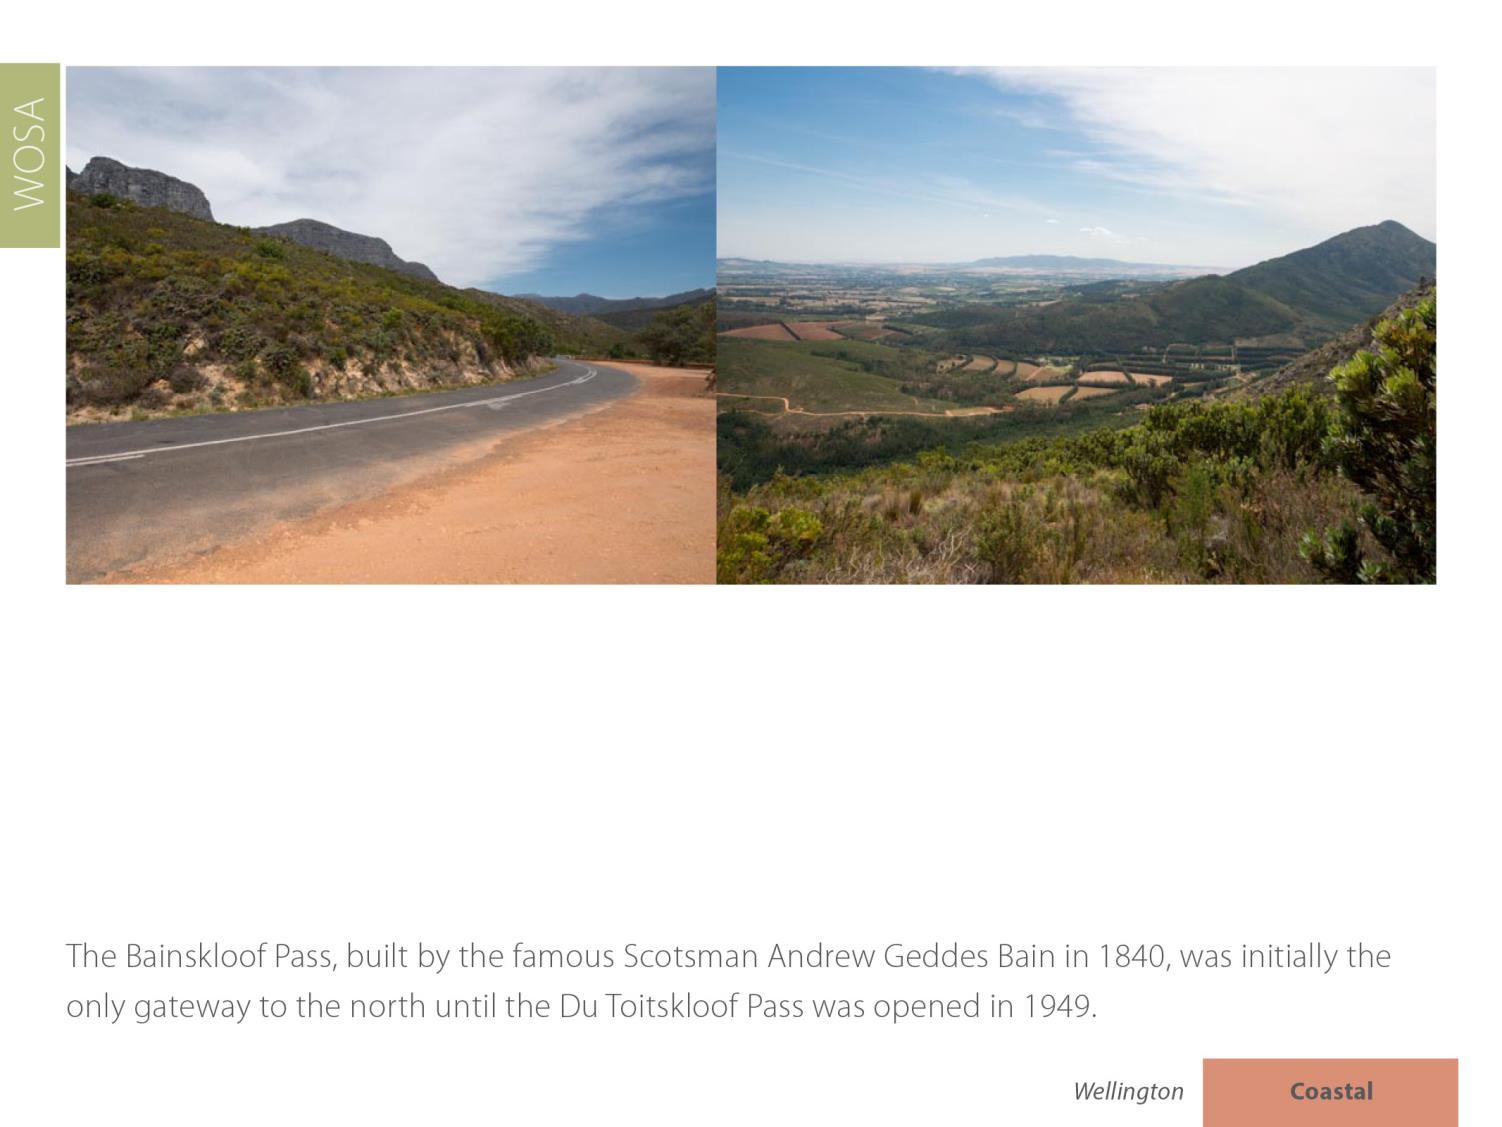 WOSA
The Bainskloof Pass, built by the famous Scotsman Andrew Geddes Bain in 1840, was initially the
only gateway to the north until the Du Toitskloof Pass was opened in 1949.
Wellington
Coastal